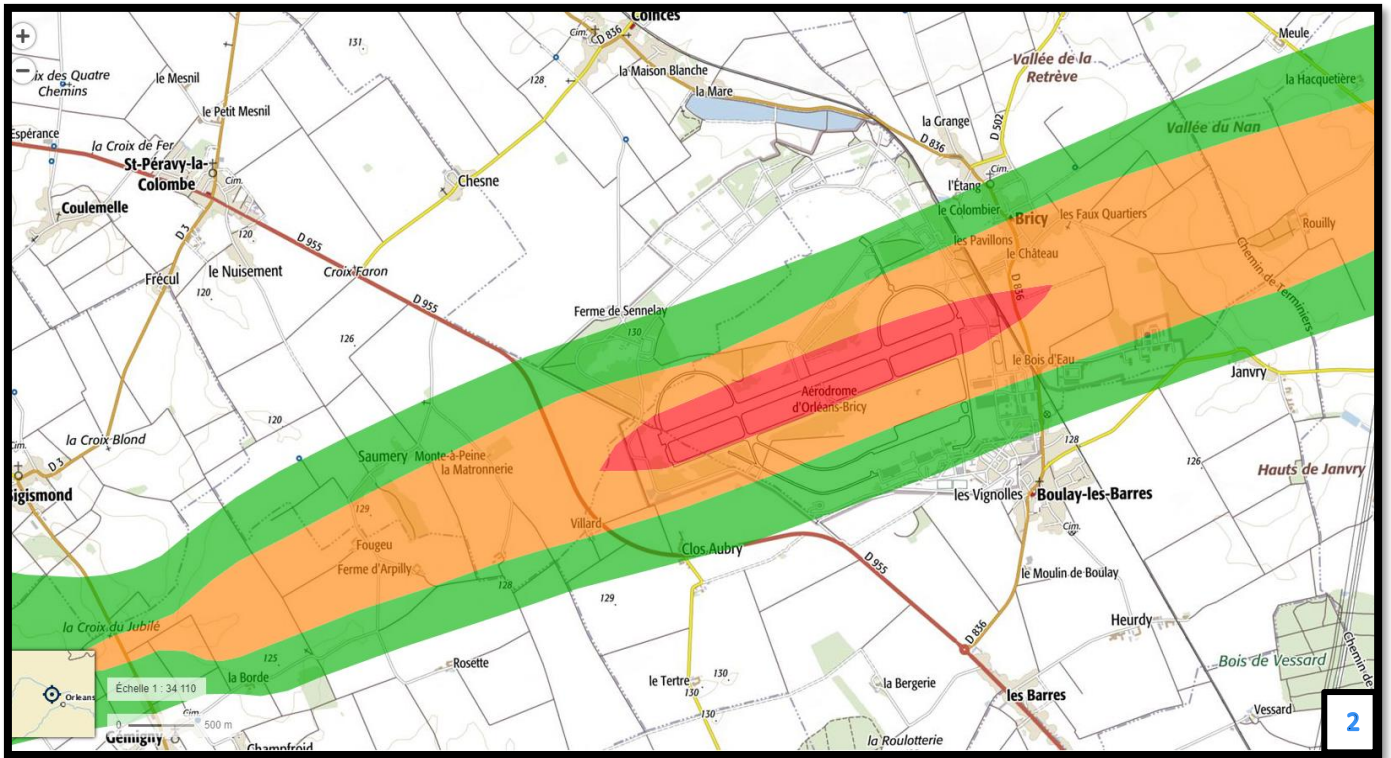 Coinces
Cim.
D 836
131
ix des Quatre
Chemins
le Mesnil
la Maison Blanche
128
la Mare
Meule
la Hacquetière
Vallée de la
Retrève
le Petit Mesnil
Espérance
la Croix de Fer
la Grange
D 836
D 502
Vallée du Nan
St-Péravy-la-
Colombe
Cim.
Chesne
Cim.
l'Étang
Coulemelle
le Colombier
Bricy
les Faux Quartiers
Rouilly
D 3
120
D 955
les Pavillons
le Château
Chemin de Terminiers
le Nuisement
Croix Faron
Frécul
120
D 955
D 836
Ferme de Sennelay
130
126
le Bois d'Eau
Janvry
Aérodrome
d'Orléans-Bricy
120
la Croix Blond
128
Saumery
Monte-à-Peine
la Matronnerie
126
Hauts de Janvry
Cim.
D 3
igismond
129
les Vignolles
Boulay-les-Barres
Villard
Cim.
Fougeu
Clos Aubry
D 955
Ferme d'Arpilly
128
le Moulin de Boulay
129
Heurdy
la Croix du Jubilé
D 836
125
Rosette
Bois de Vessard
Chemin de
la Borde
le Tertre
130
130
la Bergerie
Orleans
Échelle 1 : 34 110
les Barres
Vessard
Cim.
130
0
500 m
Gémigny
Champfroid
la Roulotterie
2